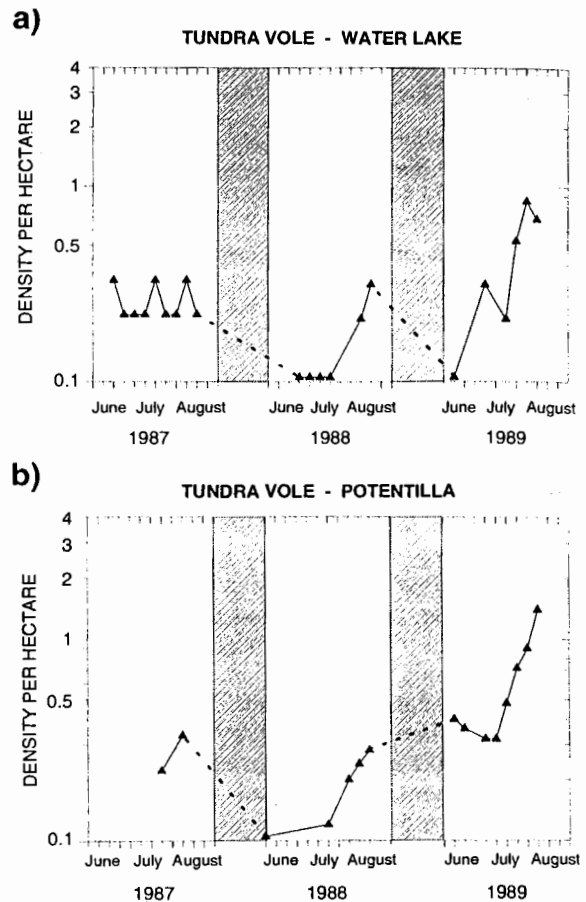 a)
TUNDRA VOLE - WATER LAKE
DENSITY PER HECTARE
4
3
2
1
0.5
0.1
June July August June July August June July August
1987 1988 1989
b)
TUNDRA VOLE - POTENTILLA
DENSITY PER HECTARE
4
3
2
1
0.5
0.1
June July August June July August June July August
1987 1988 1989